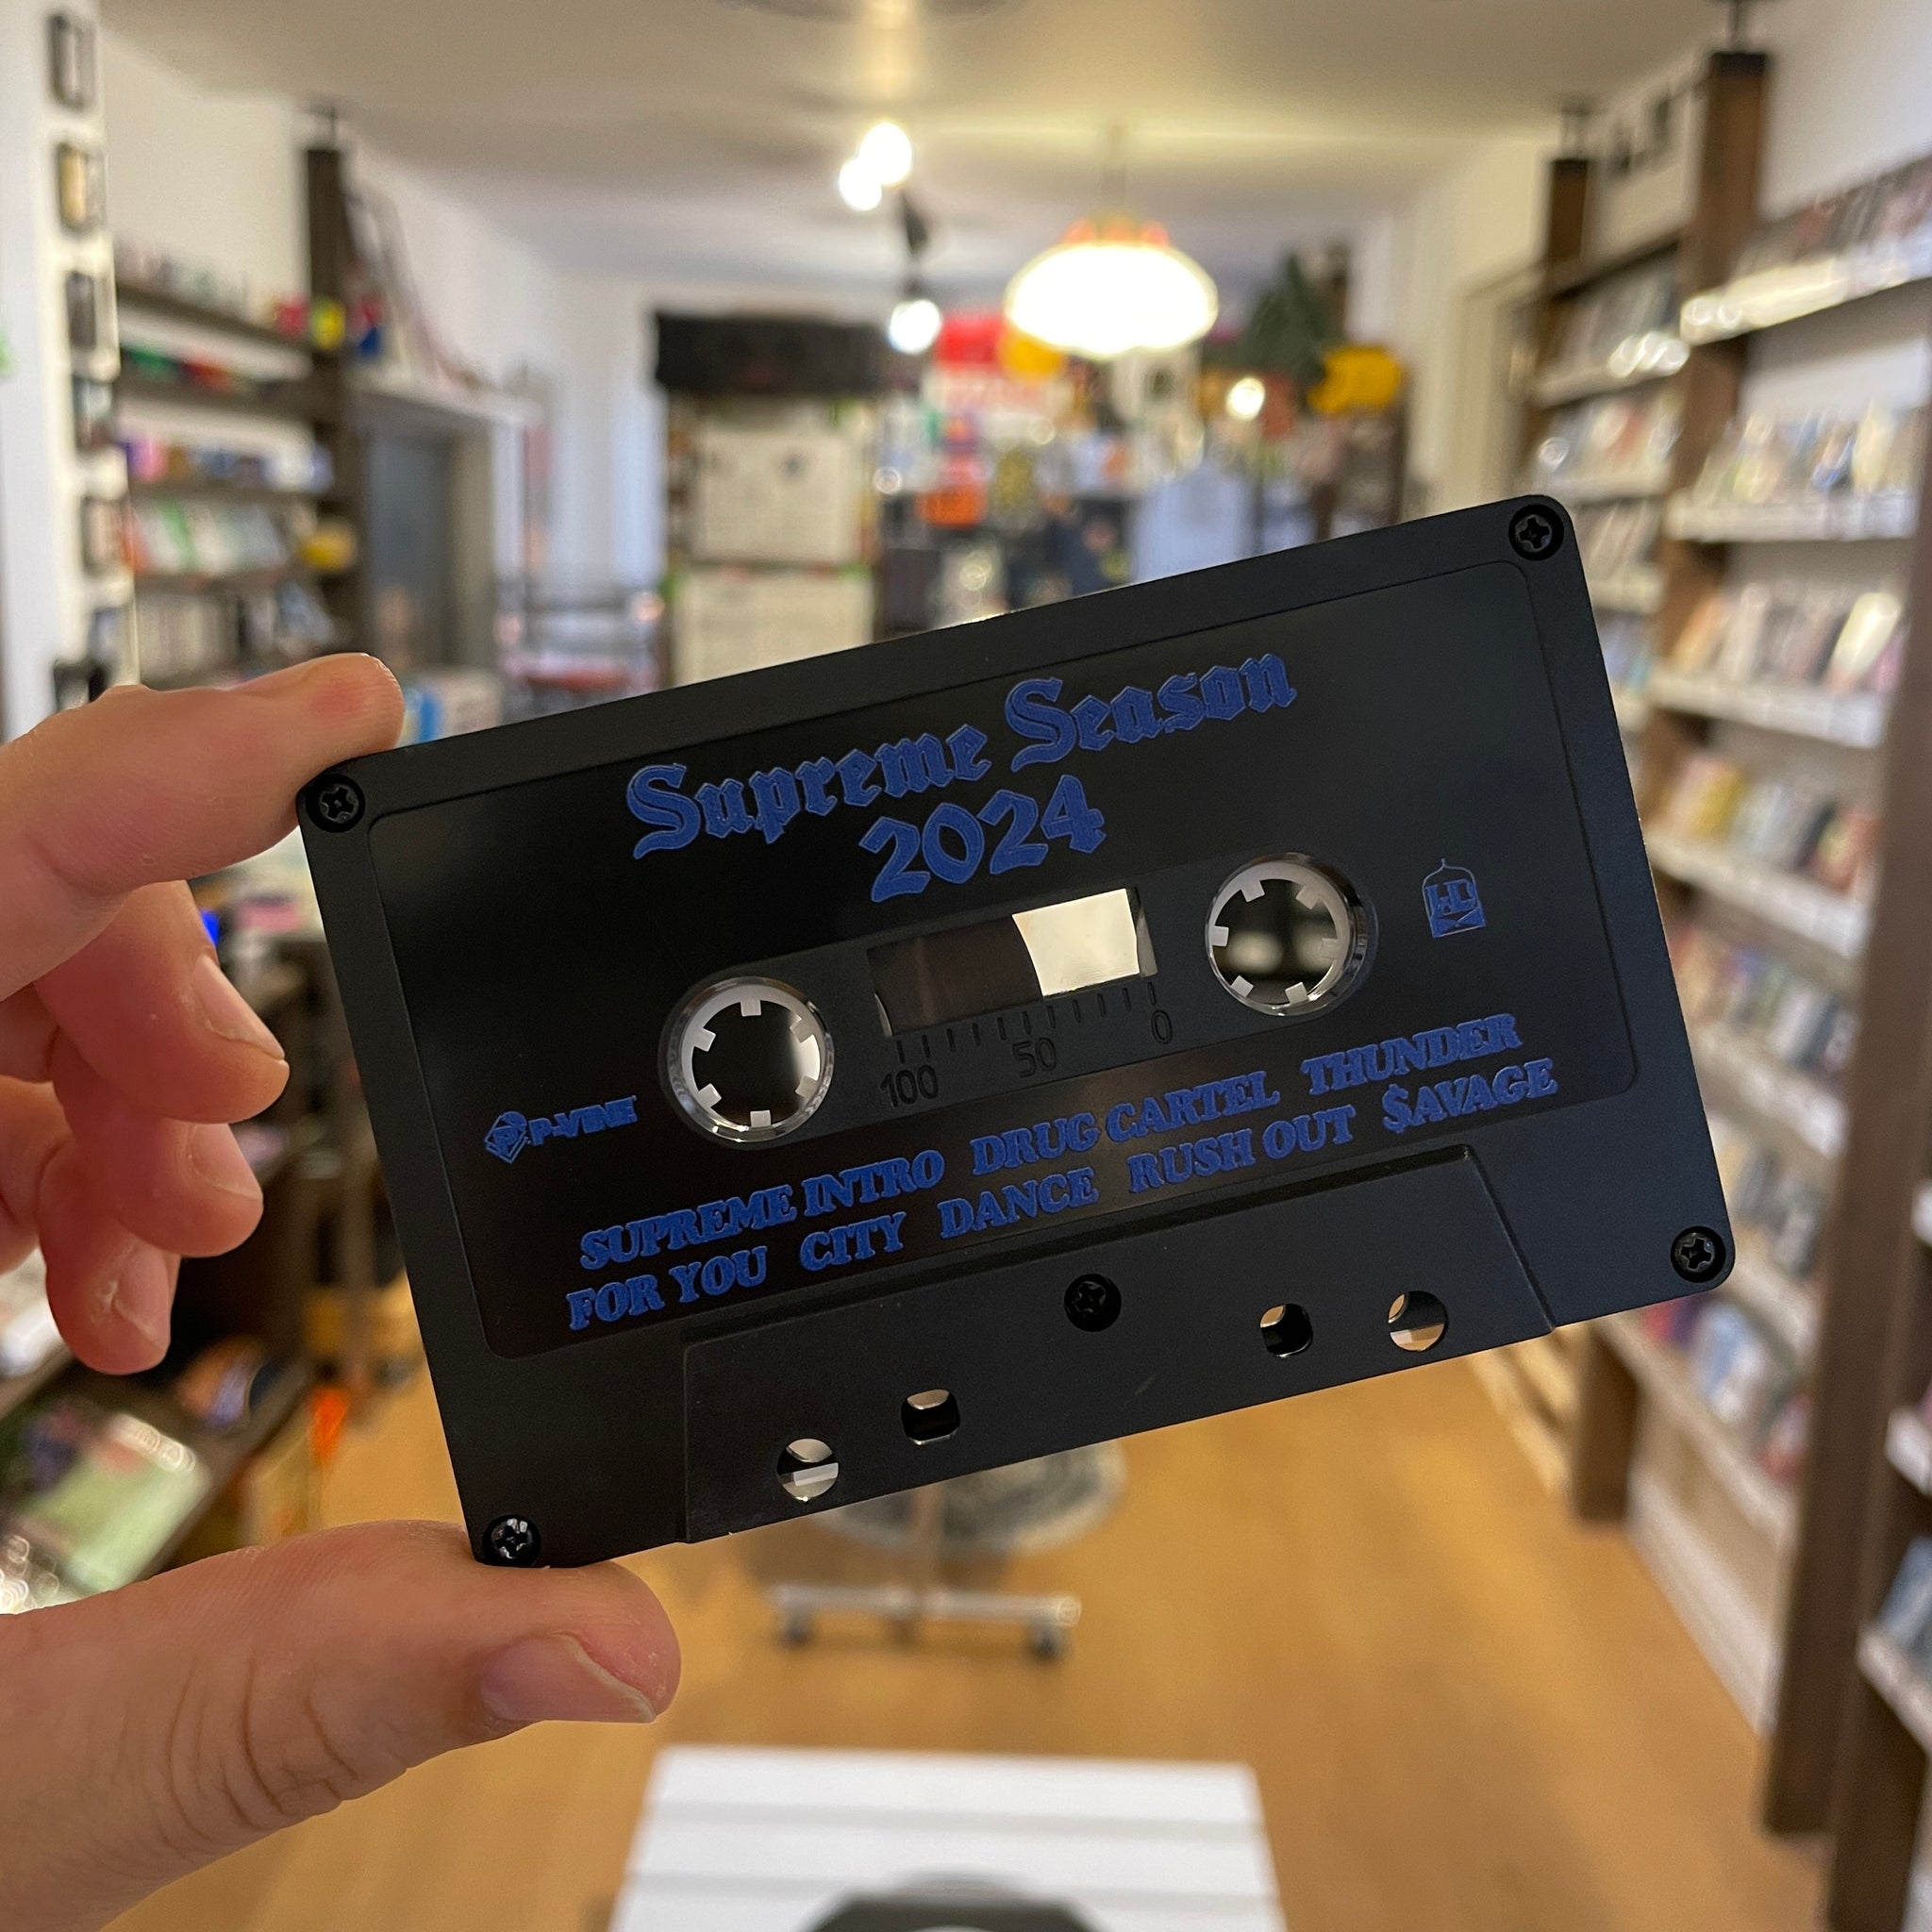 Supreme Season
2024
100 50 0
P-VINE
SUPREME INTRO DRUG CARTEL THUNDER
FOR YOU CITY DANCE RUSH OUT $AVAGE